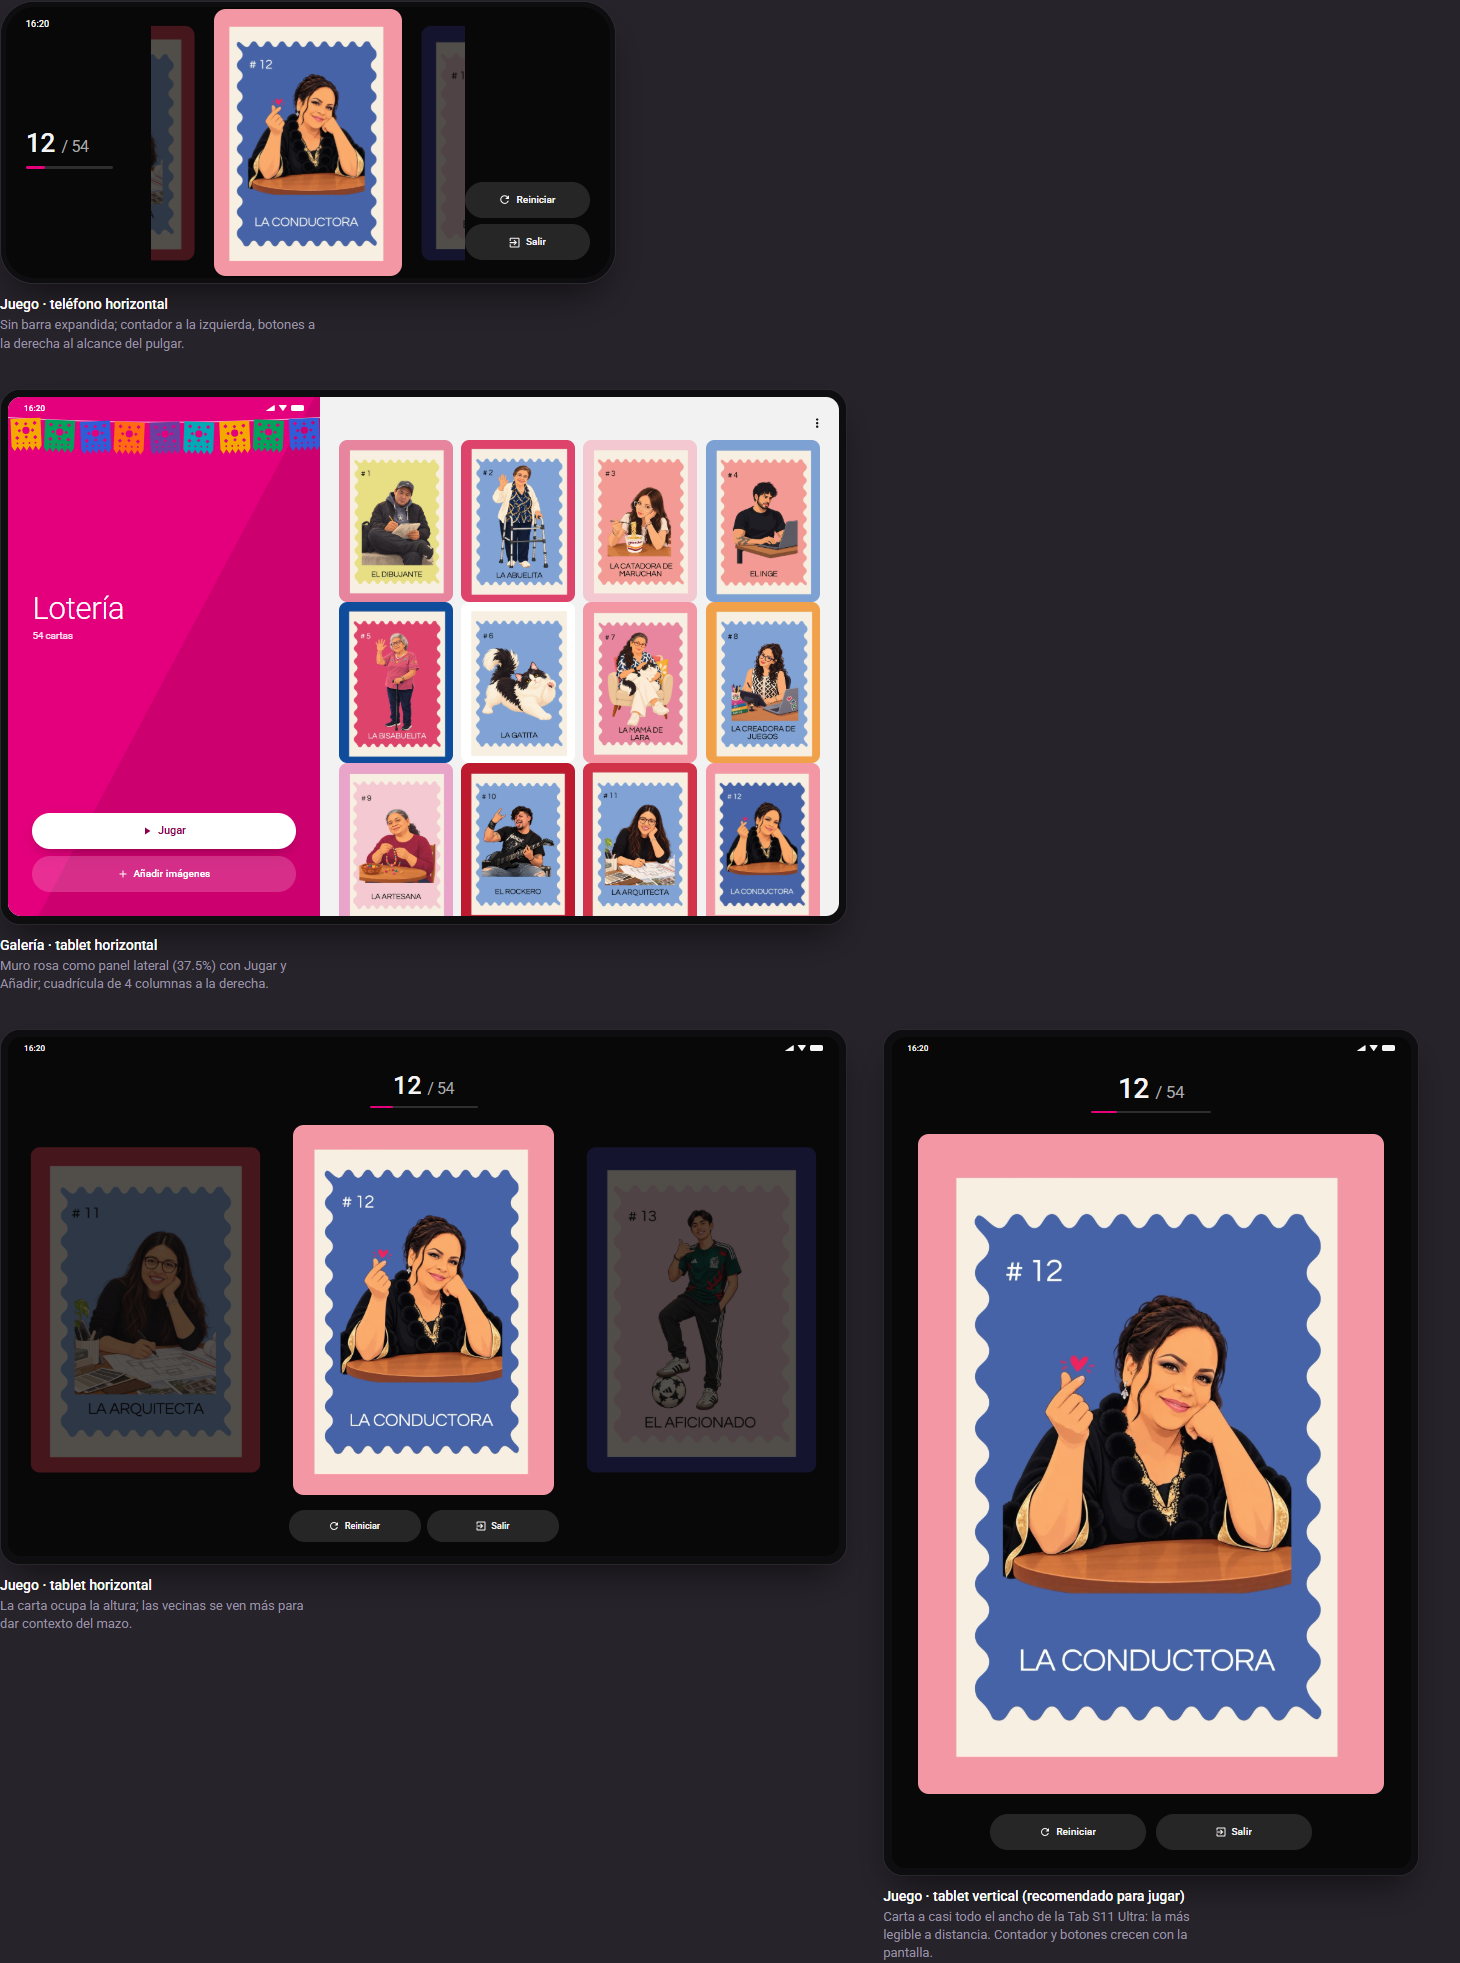 16:20
12 / 54
# 12
LA CONDUCTORA
# 1
Reiniciar
Salir
Juego · teléfono horizontal
Sin barra expandida; contador a la izquierda, botones a
la derecha al alcance del pulgar.
16:20
Lotería
54 cartas
Jugar
Añadir imágenes
# 1
EL DIBUJANTE
# 2
LA ABUELITA
# 3
LA CATADORA DE
MARUCHAN
# 4
EL INGE
# 5
LA BISABUELITA
# 6
LA GATITA
# 7
LA MAMÁ DE
LARA
# 8
LA CREADORA DE
JUEGOS
# 9
LA ARTESANA
# 10
EL ROCKERO
# 11
LA ARQUITECTA
# 12
LA CONDUCTORA
Galería · tablet horizontal
Muro rosa como panel lateral (37.5%) con Jugar y
Añadir; cuadrícula de 4 columnas a la derecha.
16:20
12 / 54
# 11
LA ARQUITECTA
# 12
LA CONDUCTORA
# 13
EL AFICIONADO
Reiniciar
Salir
Juego · tablet horizontal
La carta ocupa la altura; las vecinas se ven más para
dar contexto del mazo.
16:20
12 / 54
# 12
LA CONDUCTORA
Reiniciar
Salir
Juego · tablet vertical (recomendado para jugar)
Carta a casi todo el ancho de la Tab S11 Ultra: la más
legible a distancia. Contador y botones crecen con la
pantalla.